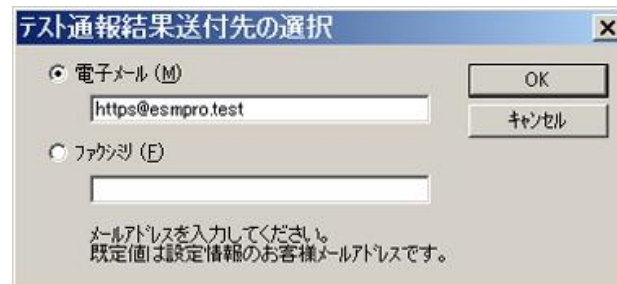 テスト通報結果送付先の選択
電子メール (M)
OK
https@esmpro.test
キャンセル
ファクシミリ (F)
メールアドレスを入力してください。
既定値は設定情報のお客様メールアドレスです。